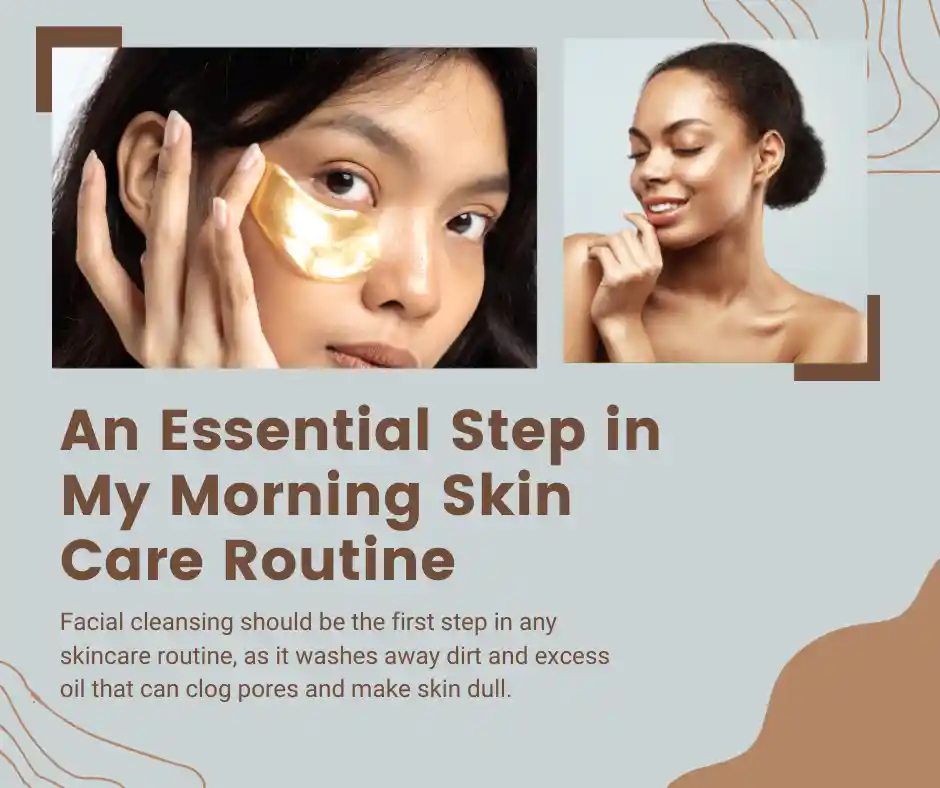 An Essential Step in
My Morning Skin
Care Routine
Facial cleansing should be the first step in any
skincare routine, as it washes away dirt and excess
oil that can clog pores and make skin dull.